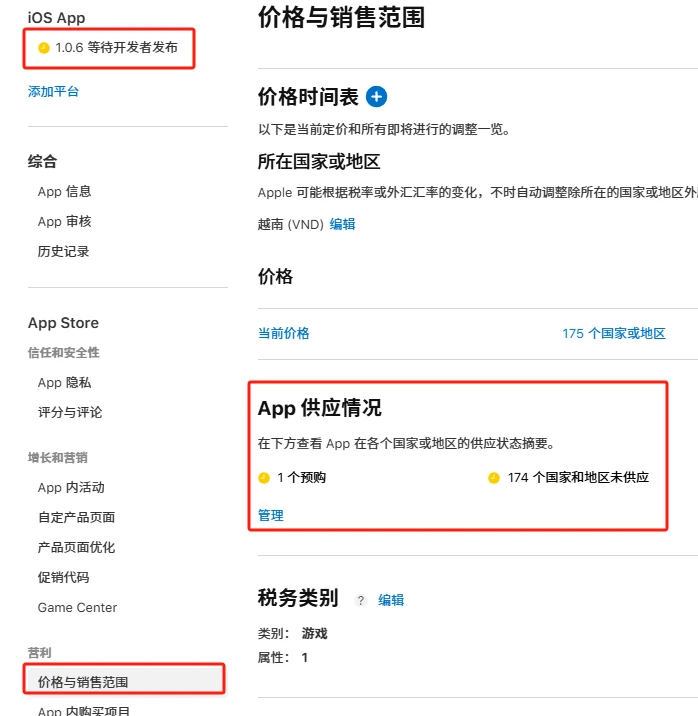 iOS App
1.0.6 等待开发者发布
添加平台
综合
App 信息
App 审核
历史记录
App Store
信任和安全性
App 隐私
评分与评论
增长和营销
App 内活动
自定产品页面
产品页面优化
促销代码
Game Center
营利
价格与销售范围
App 内购买项目
价格与销售范围
价格时间表
以下是当前定价和所有即将进行的调整一览。
所在国家或地区
Apple 可能根据税率或外汇汇率的变化，不时自动调整除所在的国家或地区外
越南 (VND) 编辑
价格
当前价格 175 个国家或地区
App 供应情况
在下方查看 App 在各个国家或地区的供应状态摘要。
1 个预购 174 个国家和地区未供应
管理
税务类别 ? 编辑
类别： 游戏
属性： 1